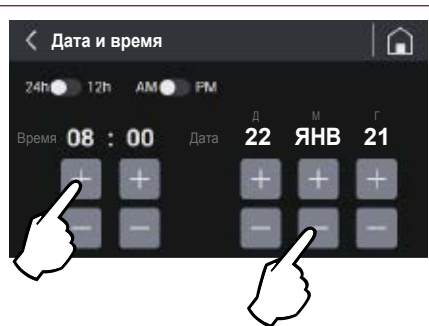 Дата и время
24h 12h AM PM
Д М Г
Время 08 : 00 Дата 22 ЯНВ 21
+ + + + +
− − − − −